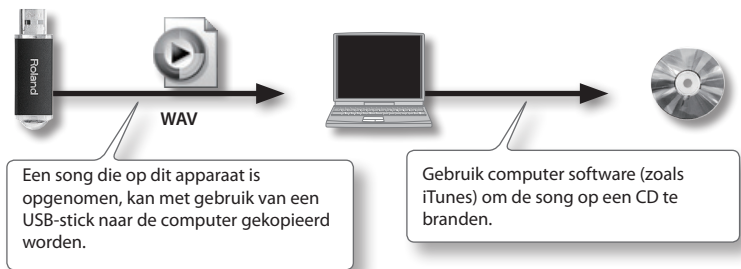 Roland
WAV
Een song die op dit apparaat is
opgenomen, kan met gebruik van een
USB-stick naar de computer gekopieerd
worden.
Gebruik computer software (zoals
iTunes) om de song op een CD te
branden.